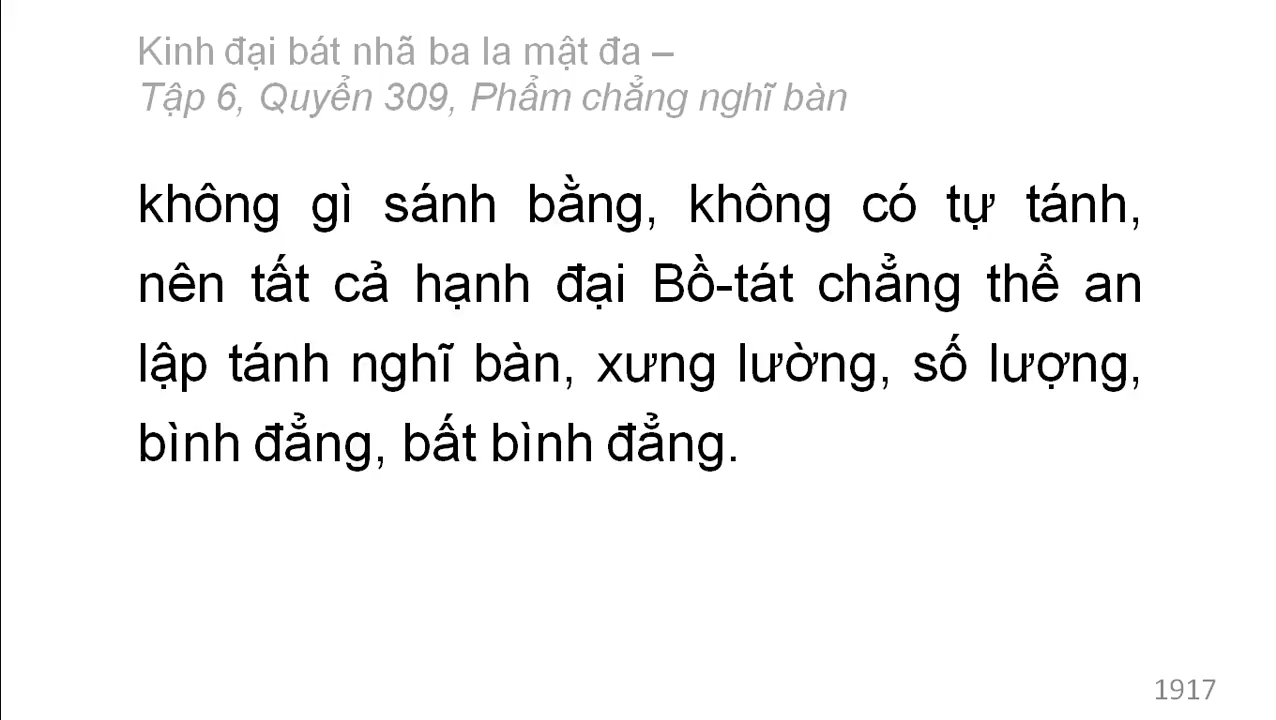 Kinh đại bát nhã ba la mật đa –
Tập 6, Quyển 309, Phẩm chẳng nghĩ bàn
không gì sánh bằng, không có tự tánh,
nên tất cả hạnh đại Bồ-tát chẳng thể an
lập tánh nghĩ bàn, xưng lường, số lượng,
bình đẳng, bất bình đẳng.
1917